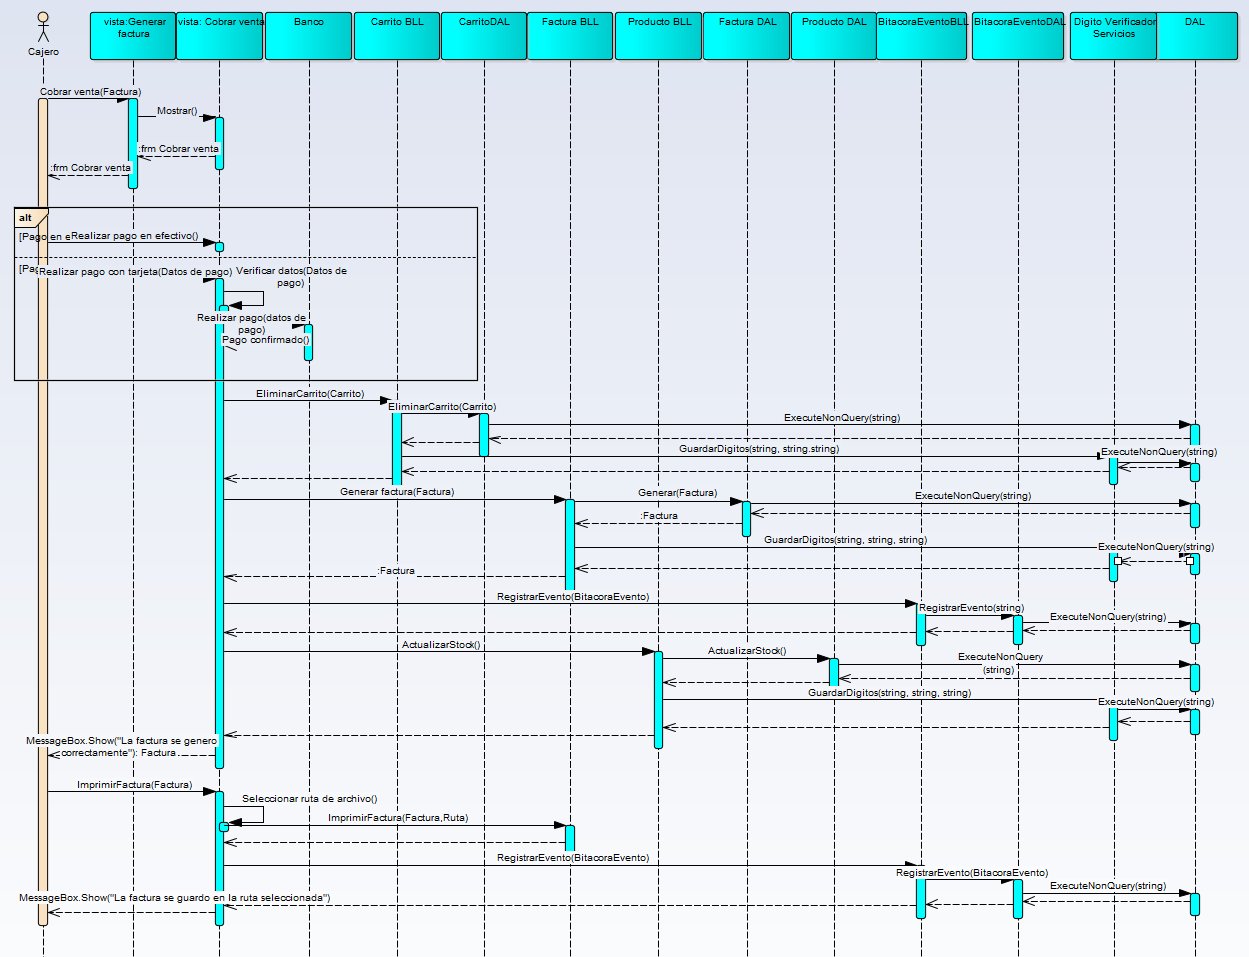 vista:Generar
factura
vista: Cobrar venta
Banco
Carrito BLL
CarritoDAL
Factura BLL
Producto BLL
Factura DAL
Producto DAL
BitacoraEventoBLL
BitacoraEventoDAL
Digito Verificador
Servicios
DAL
Cajero
Cobrar venta(Factura)
Mostrar()
:frm Cobrar venta
:frm Cobrar venta
alt
[Pago en e
Realizar pago en efectivo()
[Pag
Realizar pago con tarjeta(Datos de pago)
Verificar datos(Datos de
pago)
Realizar pago(datos de
pago)
Pago confirmado()
EliminarCarrito(Carrito)
EliminarCarrito(Carrito)
ExecuteNonQuery(string)
GuardarDigitos(string, string.string)
ExecuteNonQuery(string)
Generar factura(Factura)
Generar(Factura)
ExecuteNonQuery(string)
:Factura
GuardarDigitos(string, string, string)
ExecuteNonQuery(string)
:Factura
RegistrarEvento(BitacoraEvento)
RegistrarEvento(string)
ExecuteNonQuery(string)
ActualizarStock()
ActualizarStock()
ExecuteNonQuery
(string)
GuardarDigitos(string, string, string)
ExecuteNonQuery(string)
MessageBox.Show("La factura se genero
correctamente"): Factura
ImprimirFactura(Factura)
Seleccionar ruta de archivo()
ImprimirFactura(Factura,Ruta)
RegistrarEvento(BitacoraEvento)
RegistrarEvento(BitacoraEvento)
ExecuteNonQuery(string)
MessageBox.Show("La factura se guardo en la ruta seleccionada")